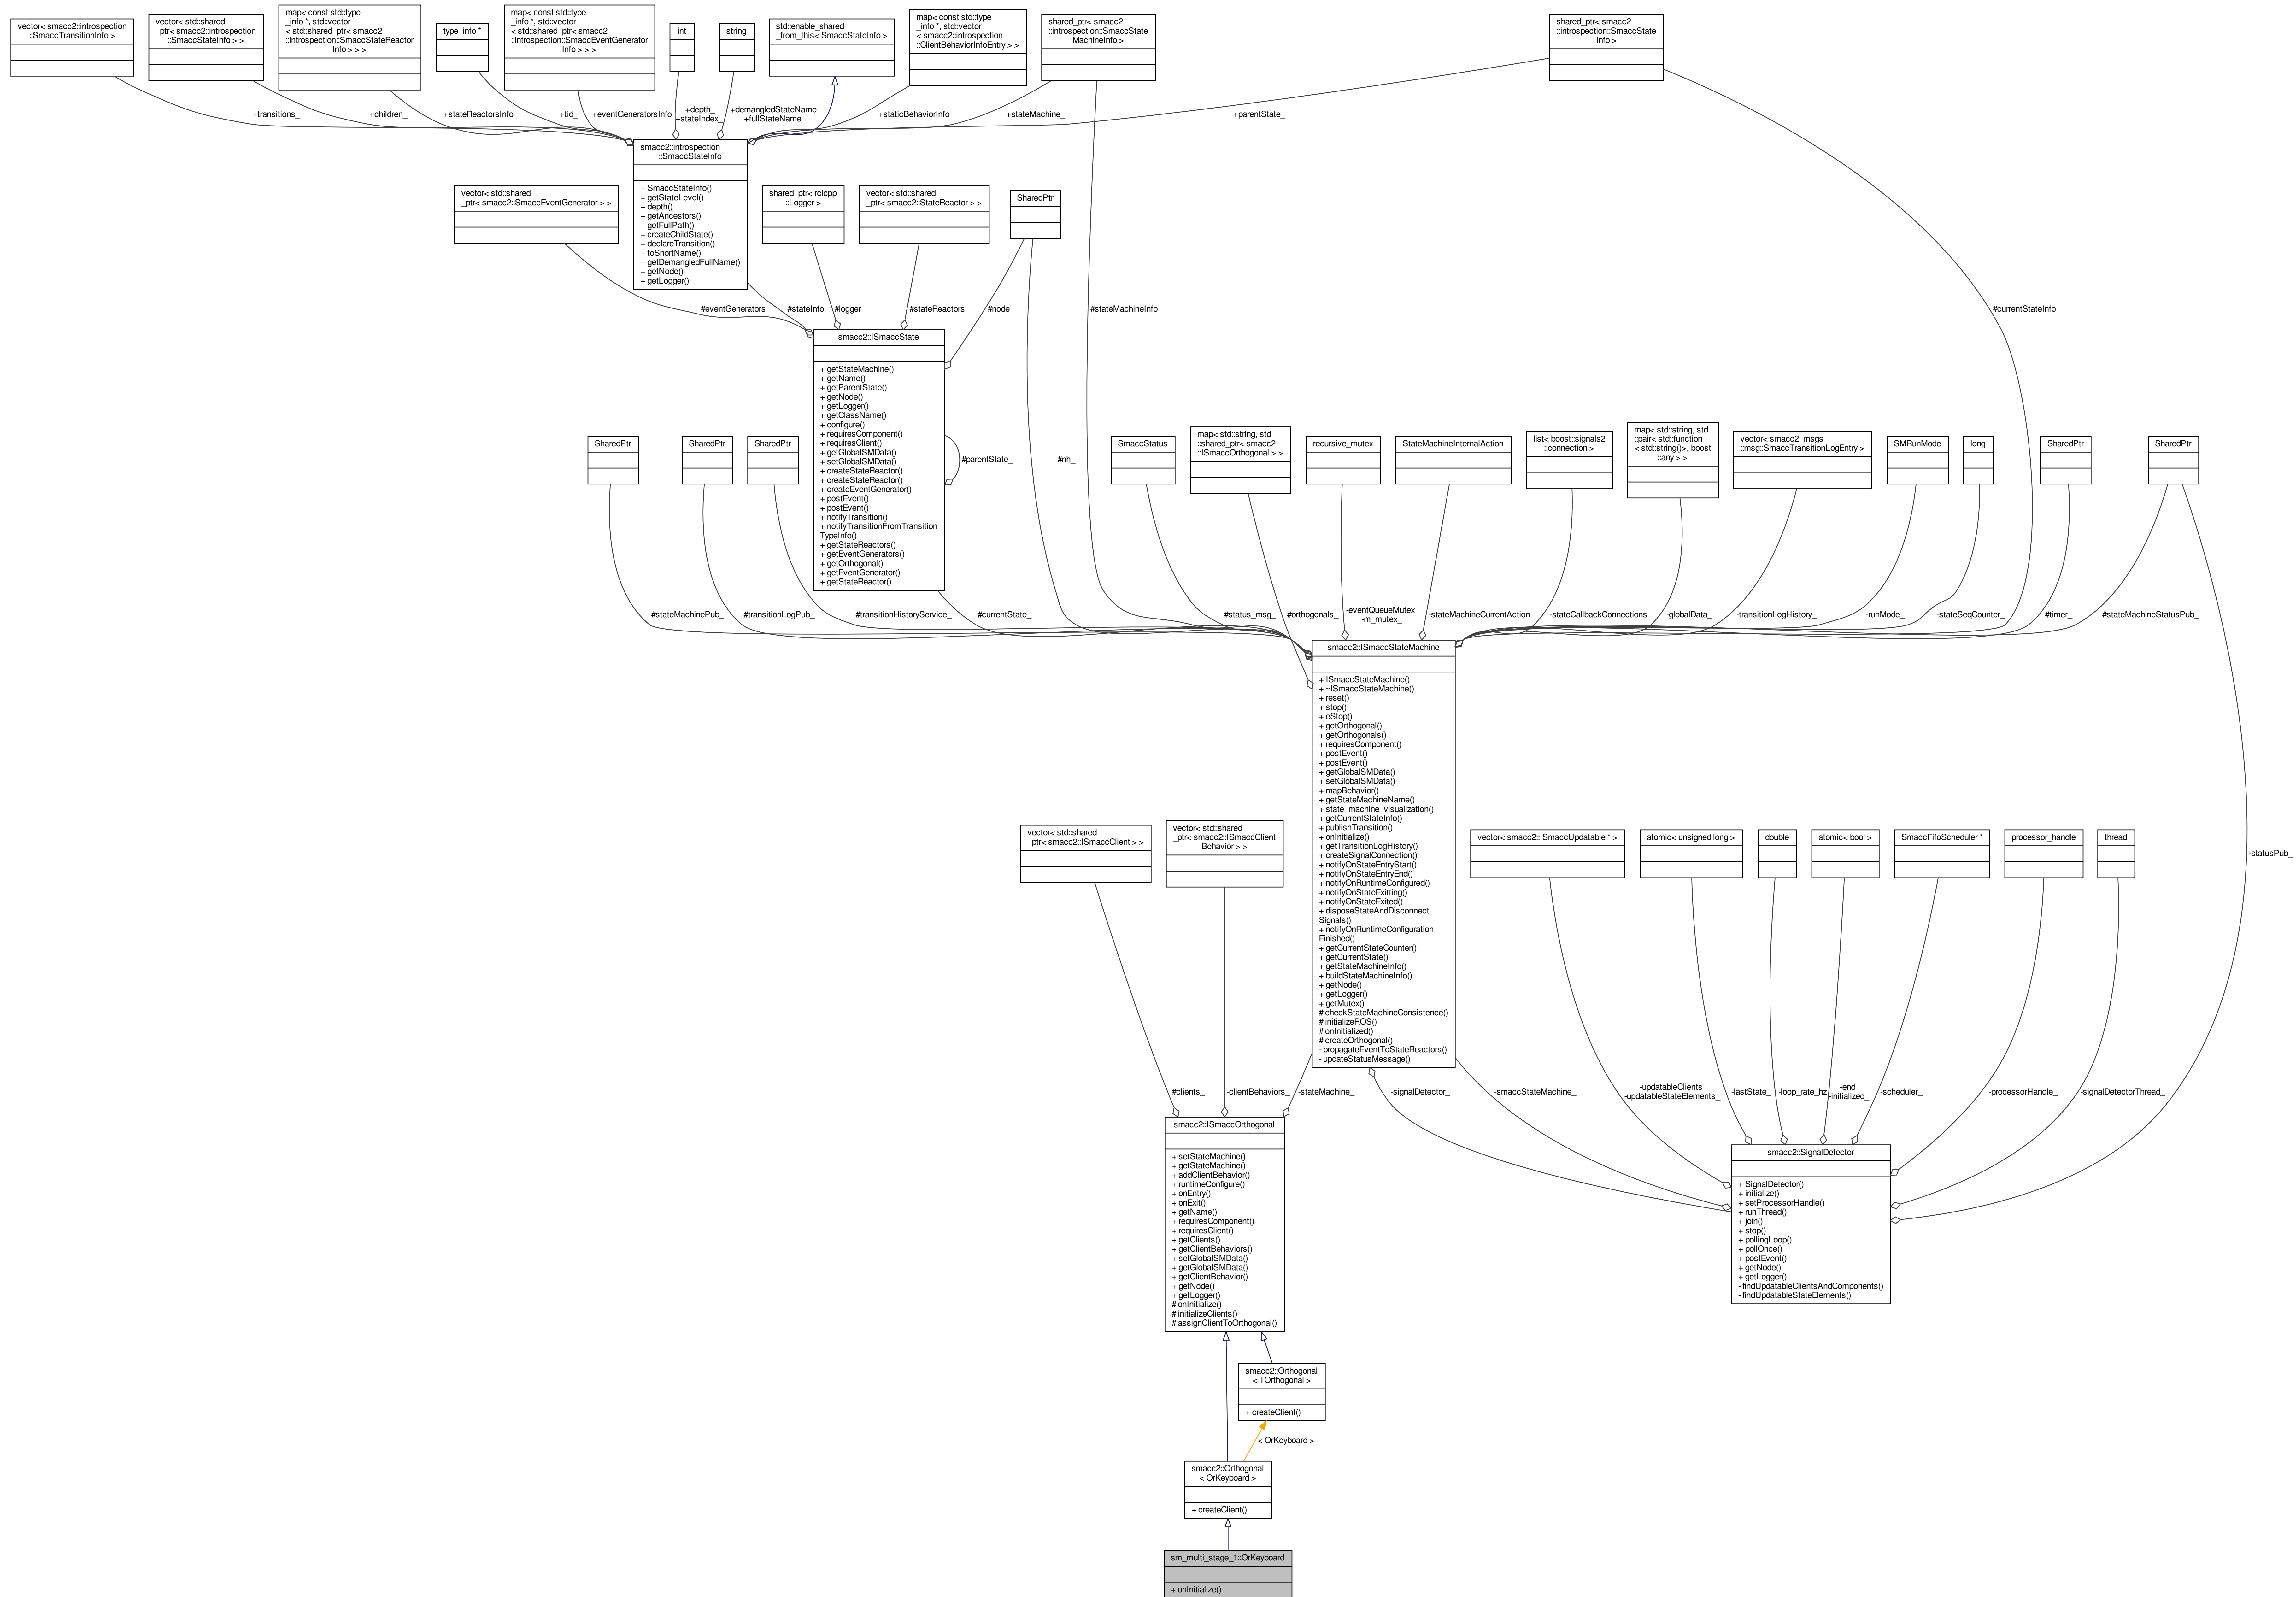 vector< smacc2::introspection
::SmaccTransitionInfo >
vector< std::shared
_ptr< smacc2::introspection
::SmaccStateInfo > >
map< const std::type
_info *, std::vector
< std::shared_ptr< smacc2
::introspection::SmaccStateReactor
Info > > >
type_info *
map< const std::type
_info *, std::vector
< std::shared_ptr< smacc2
::introspection::SmaccEventGenerator
Info > > >
int
string
std::enable_shared
_from_this< SmaccStateInfo >
map< const std::type
_info *, std::vector
< smacc2::introspection
::ClientBehaviorInfoEntry > >
shared_ptr< smacc2
::introspection::SmaccState
MachineInfo >
shared_ptr< smacc2
::introspection::SmaccState
Info >
+transitions_
+children_
+stateReactorsInfo
+tid_
+eventGeneratorsInfo
+depth_
+stateIndex_
+demangledStateName
+fullStateName
+staticBehaviorInfo
+stateMachine_
+parentState_
smacc2::introspection
::SmaccStateInfo
+ SmaccStateInfo()
+ getStateLevel()
+ depth()
+ getAncestors()
+ getFullPath()
+ createChildState()
+ declareTransition()
+ toShortName()
+ getDemangledFullName()
+ getNode()
+ getLogger()
vector< std::shared
_ptr< smacc2::SmaccEventGenerator > >
shared_ptr< rclcpp
::Logger >
vector< std::shared
_ptr< smacc2::StateReactor > >
SharedPtr
#eventGenerators_
#stateInfo_
#logger_
#stateReactors_
#node_
#stateMachineInfo_
#currentStateInfo_
smacc2::ISmaccState
+ getStateMachine()
+ getName()
+ getParentState()
+ getNode()
+ getLogger()
+ getClassName()
+ configure()
+ requiresComponent()
+ requiresClient()
+ getGlobalSMData()
+ setGlobalSMData()
+ createStateReactor()
+ createStateReactor()
+ createEventGenerator()
+ postEvent()
+ postEvent()
+ notifyTransition()
+ notifyTransitionFromTransition
TypeInfo()
+ getStateReactors()
+ getEventGenerators()
+ getOrthogonal()
+ getEventGenerator()
+ getStateReactor()
#parentState_
#nh_
SharedPtr
SharedPtr
SharedPtr
SmaccStatus
map< std::string, std
::shared_ptr< smacc2
::ISmaccOrthogonal > >
recursive_mutex
StateMachineInternalAction
list< boost::signals2
::connection >
map< std::string, std
::pair< std::function
< std::string()>, boost
::any > >
vector< smacc2_msgs
::msg::SmaccTransitionLogEntry >
SMRunMode
long
SharedPtr
SharedPtr
#stateMachinePub_
#transitionLogPub_
#transitionHistoryService_
#currentState_
#status_msg_
#orthogonals_
-eventQueueMutex_
-m_mutex_
-stateMachineCurrentAction
-stateCallbackConnections
-globalData_
-transitionLogHistory_
-runMode_
-stateSeqCounter_
#timer_
#stateMachineStatusPub_
smacc2::ISmaccStateMachine
+ ISmaccStateMachine()
+ ~ISmaccStateMachine()
+ reset()
+ stop()
+ eStop()
+ getOrthogonal()
+ getOrthogonals()
+ requiresComponent()
+ postEvent()
+ postEvent()
+ getGlobalSMData()
+ setGlobalSMData()
+ mapBehavior()
+ getStateMachineName()
+ state_machine_visualization()
+ getCurrentStateInfo()
+ publishTransition()
+ onInitialize()
+ getTransitionLogHistory()
+ createSignalConnection()
+ notifyOnStateEntryStart()
+ notifyOnStateEntryEnd()
+ notifyOnRuntimeConfigured()
+ notifyOnStateExitting()
+ notifyOnStateExited()
+ disposeStateAndDisconnect
Signals()
+ notifyOnRuntimeConfiguration
Finished()
+ getCurrentStateCounter()
+ getCurrentState()
+ getStateMachineInfo()
+ buildStateMachineInfo()
+ getNode()
+ getLogger()
+ getMutex()
# checkStateMachineConsistence()
# initializeROS()
# onInitialized()
# createOrthogonal()
- propagateEventToStateReactors()
- updateStatusMessage()
vector< std::shared
_ptr< smacc2::ISmaccClient > >
vector< std::shared
_ptr< smacc2::ISmaccClient
Behavior > >
vector< smacc2::ISmaccUpdatable * >
atomic< unsigned long >
double
atomic< bool >
SmaccFifoScheduler *
processor_handle
thread
-statusPub_
#clients_
-clientBehaviors_
-stateMachine_
-signalDetector_
-smaccStateMachine_
-updatableClients_
-updatableStateElements_
-lastState_
-loop_rate_hz
-end_
-initialized_
-scheduler_
-processorHandle_
-signalDetectorThread_
smacc2::ISmaccOrthogonal
+ setStateMachine()
+ getStateMachine()
+ addClientBehavior()
+ runtimeConfigure()
+ onEntry()
+ onExit()
+ getName()
+ requiresComponent()
+ requiresClient()
+ getClients()
+ getClientBehaviors()
+ setGlobalSMData()
+ getGlobalSMData()
+ getClientBehavior()
+ getNode()
+ getLogger()
# onInitialize()
# initializeClients()
# assignClientToOrthogonal()
smacc2::SignalDetector
+ SignalDetector()
+ initialize()
+ setProcessorHandle()
+ runThread()
+ join()
+ stop()
+ pollingLoop()
+ pollOnce()
+ postEvent()
+ getNode()
+ getLogger()
- findUpdatableClientsAndComponents()
- findUpdatableStateElements()
smacc2::Orthogonal
< TOrthogonal >
+ createClient()
< OrKeyboard >
smacc2::Orthogonal
< OrKeyboard >
+ createClient()
sm_multi_stage_1::OrKeyboard
+ onInitialize()